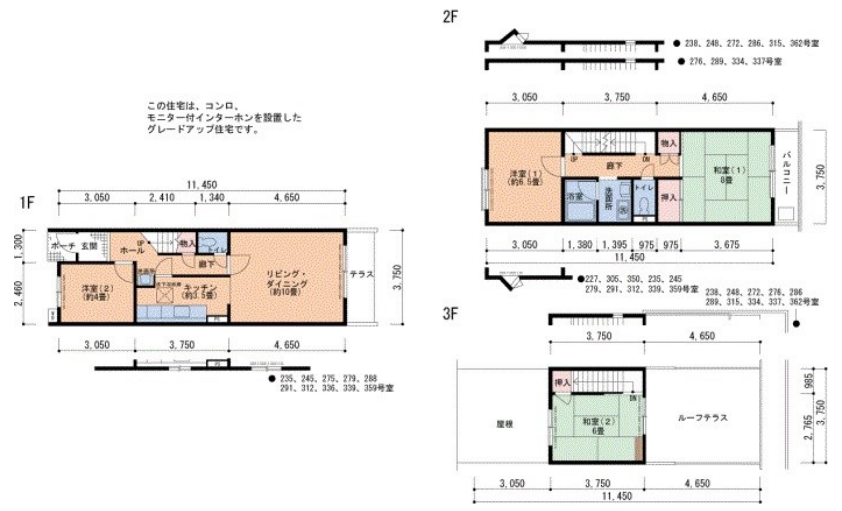 この住宅は、コンロ。
モニター付インターホンを設置した
グレードアップ住宅です。
1F
11,450
3,050 2,410 1,340 4,650
1,300
2,460
ポーチ 玄関
ホール
UP
物入
トイレ
廊下
洗面所
洋室(2)
(約4畳)
キッチン
(約3.5畳)
リビング・
ダイニング
(約10畳)
テラス
3,750
PS
3,050 3,750 4,650
● 235、245、275、279、288
291、312、336、339、359号室
2F
● 238、248、272、286、315、362号室
● 276、289、334、337号室
3,050 3,750 4,650
洋室(1)
(約6.5畳)
UP
廊下
DN
物入
浴室
洗面所
トイレ
押入
PS
和室(1)
8畳
バルコニー
3,750
3,050 1,380 1,395 975 975 3,675
11,450
●227、305、350、235、245
279、291、312、339、359号室
238、248、272、276、286
289、315、334、337、362号室
●
3F
3,750 4,650
屋根
押入
DN
和室(2)
6畳
ルーフテラス
985
2,765
3,750
3,050 3,750 4,650
11,450